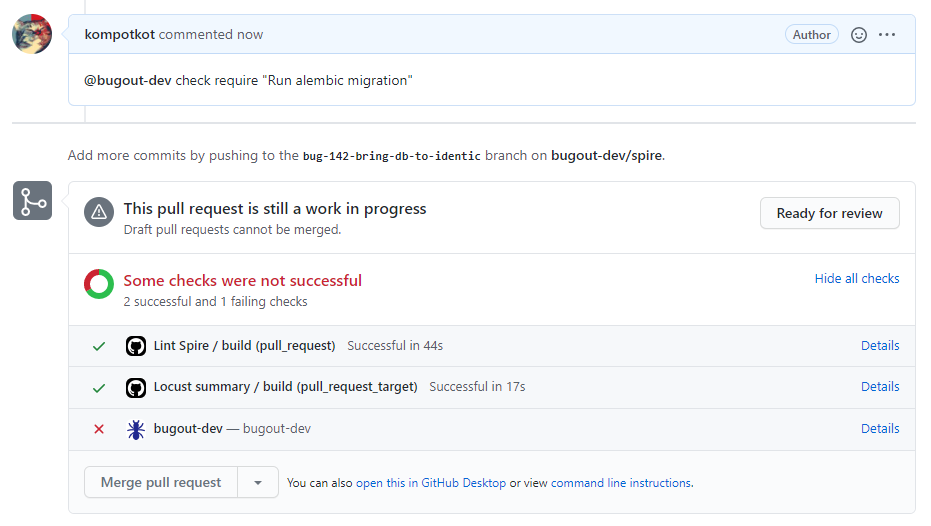 kompotkot commented now Author
@bugout-dev check require "Run alembic migration"
Add more commits by pushing to the bug-142-bring-db-to-identic branch on bugout-dev/spire.
This pull request is still a work in progress
Draft pull requests cannot be merged.
Ready for review
Some checks were not successful
2 successful and 1 failing checks
Hide all checks
Lint Spire / build (pull_request) Successful in 44s Details
Locust summary / build (pull_request_target) Successful in 17s Details
bugout-dev — bugout-dev Details
Merge pull request You can also open this in GitHub Desktop or view command line instructions.